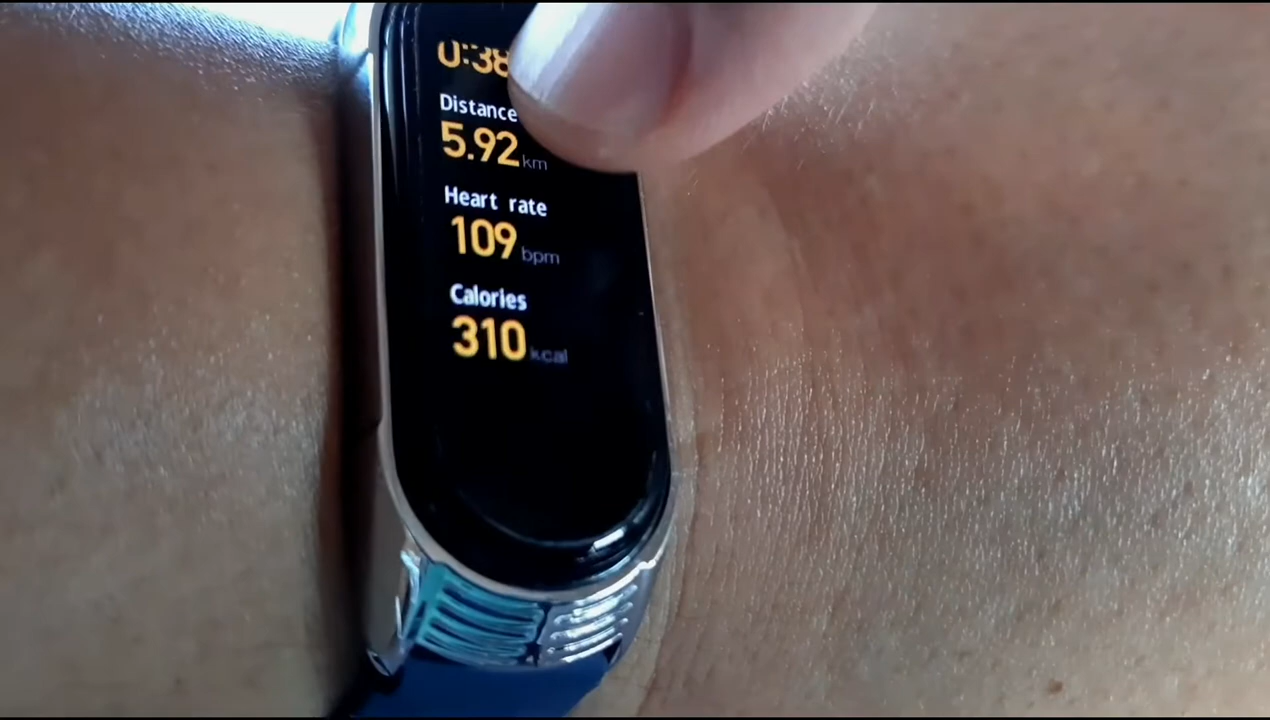 0:38
Distance
5.92 km
Heart rate
109 bpm
Calories
310 kcal